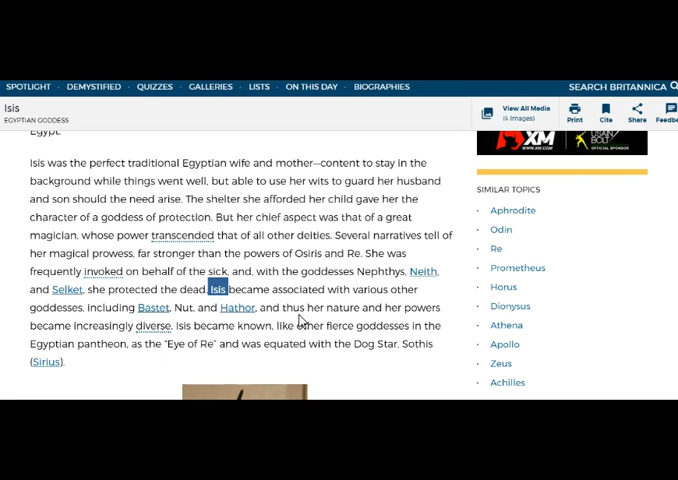 SPOTLIGHT · DEMYSTIFIED · QUIZZES · GALLERIES · LISTS · ON THIS DAY · BIOGRAPHIES SEARCH BRITANNICA
Isis
EGYPTIAN GODDESS
View All Media
(4 Images)
Print
Cite
Share
Feedb
Egypt.
Isis was the perfect traditional Egyptian wife and mother—content to stay in the
background while things went well, but able to use her wits to guard her husband
and son should the need arise. The shelter she afforded her child gave her the
character of a goddess of protection. But her chief aspect was that of a great
magician, whose power transcended that of all other deities. Several narratives tell of
her magical prowess, far stronger than the powers of Osiris and Re. She was
frequently invoked on behalf of the sick, and, with the goddesses Nephthys, Neith,
and Selket, she protected the dead. Isis became associated with various other
goddesses, including Bastet, Nut, and Hathor, and thus her nature and her powers
became increasingly diverse. Isis became known, like other fierce goddesses in the
Egyptian pantheon, as the “Eye of Re” and was equated with the Dog Star, Sothis
(Sirius).
XM
WWW.XM.COM
USAIN
BOLT
OFFICIAL SPONSOR
SIMILAR TOPICS
Aphrodite
Odin
Re
Prometheus
Horus
Dionysus
Athena
Apollo
Zeus
Achilles